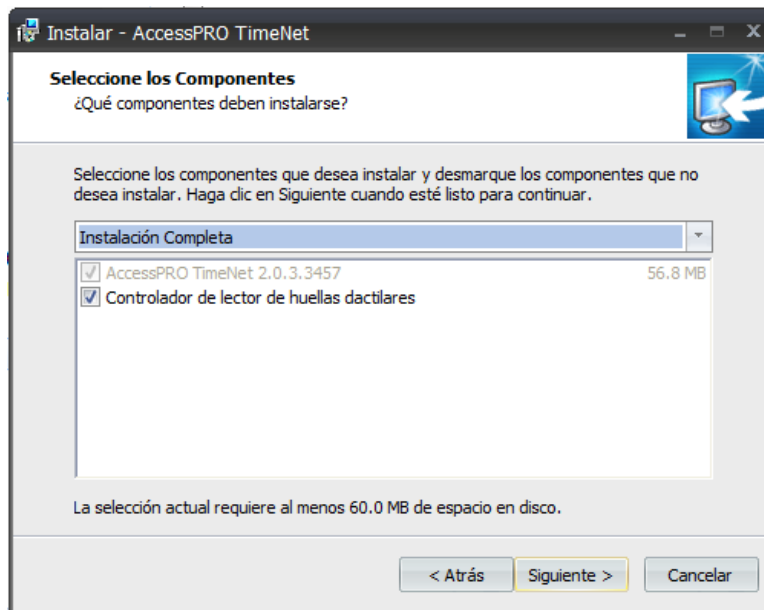 Instalar - AccessPRO TimeNet
Seleccione los Componentes
¿Qué componentes deben instalarse?
Seleccione los componentes que desea instalar y desmarque los componentes que no
desea instalar. Haga clic en Siguiente cuando esté listo para continuar.
Instalación Completa
AccessPRO TimeNet 2.0.3.3457 56.8 MB
Controlador de lector de huellas dactilares
La selección actual requiere al menos 60.0 MB de espacio en disco.
< Atrás Siguiente > Cancelar